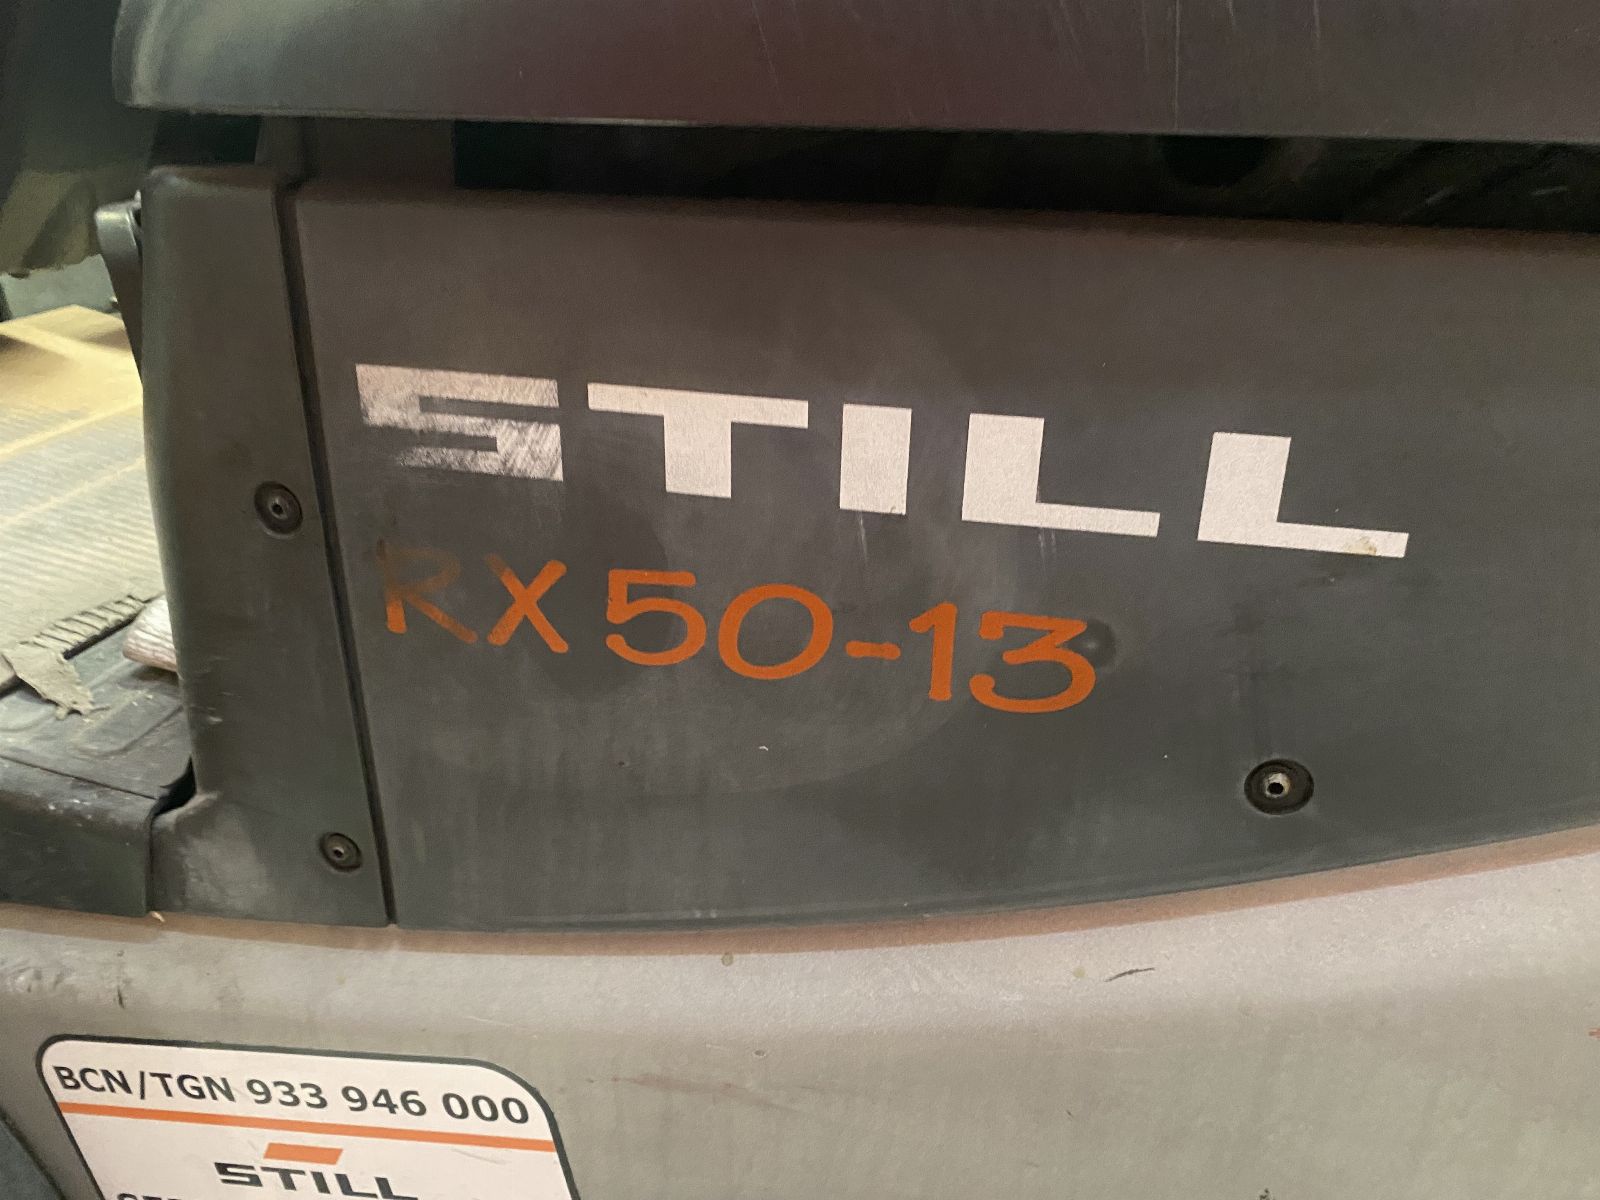 STILL
RX50-13
BCN/TGN 933 946 000
STILL